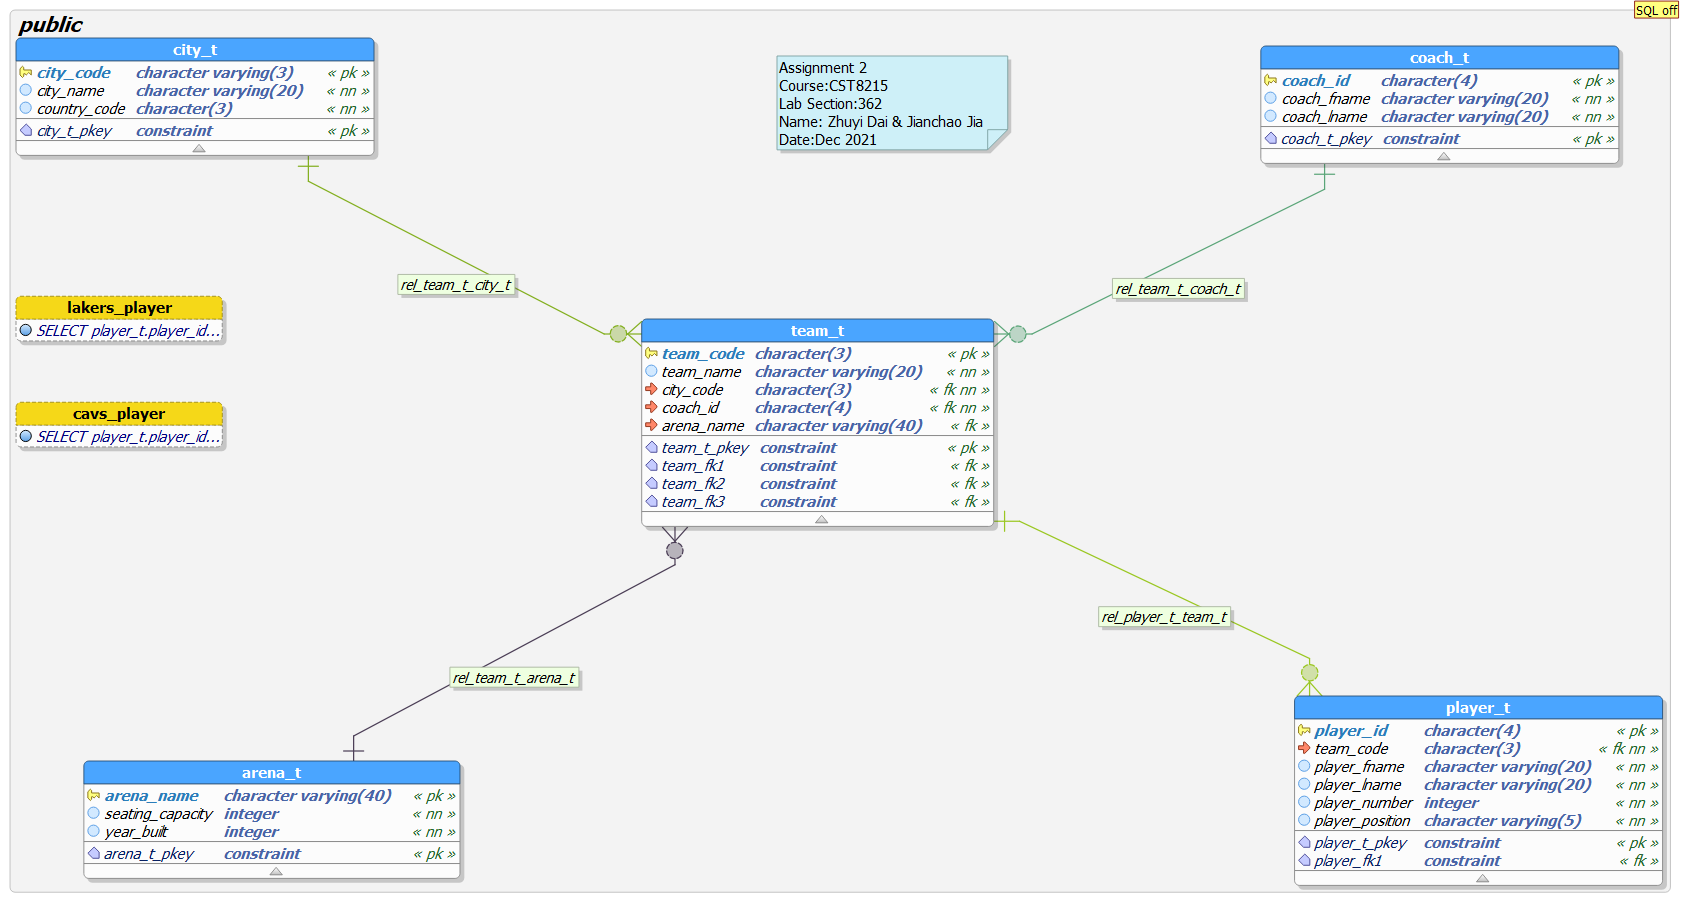 SQL off
public
city_t
city_code character varying(3) « pk »
city_name character varying(20) « nn »
country_code character(3) « nn »
city_t_pkey constraint « pk »
Assignment 2
Course:CST8215
Lab Section:362
Name: Zhuyi Dai & Jianchao Jia
Date:Dec 2021
coach_t
coach_id character(4) « pk »
coach_fname character varying(20) « nn »
coach_lname character varying(20) « nn »
coach_t_pkey constraint « pk »
rel_team_t_city_t
rel_team_t_coach_t
lakers_player
SELECT player_t.player_id...
cavs_player
SELECT player_t.player_id...
team_t
team_code character(3) « pk »
team_name character varying(20) « nn »
city_code character(3) « fk nn »
coach_id character(4) « fk nn »
arena_name character varying(40) « fk »
team_t_pkey constraint « pk »
team_fk1 constraint « fk »
team_fk2 constraint « fk »
team_fk3 constraint « fk »
rel_player_t_team_t
rel_team_t_arena_t
arena_t
arena_name character varying(40) « pk »
seating_capacity integer « nn »
year_built integer « nn »
arena_t_pkey constraint « pk »
player_t
player_id character(4) « pk »
team_code character(3) « fk nn »
player_fname character varying(20) « nn »
player_lname character varying(20) « nn »
player_number integer « nn »
player_position character varying(5) « nn »
player_t_pkey constraint « pk »
player_fk1 constraint « fk »